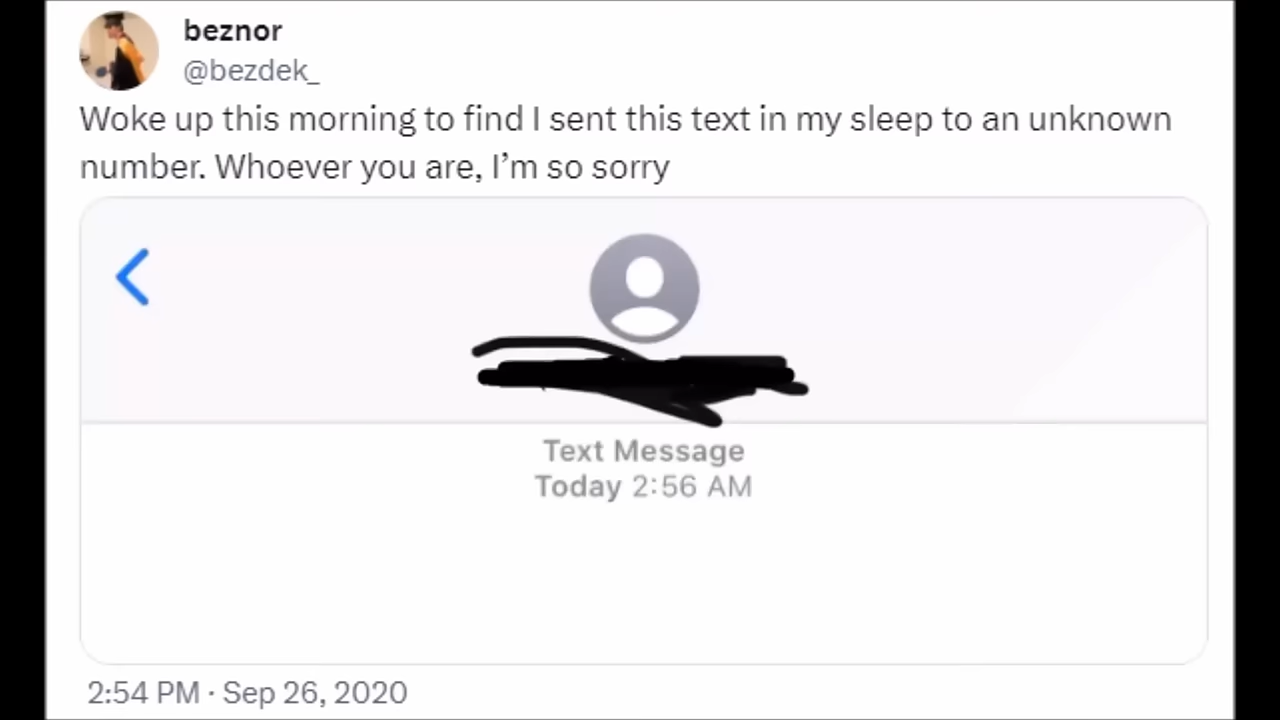 beznor
@bezdek_
Woke up this morning to find I sent this text in my sleep to an unknown
number. Whoever you are, I’m so sorry
Text Message
Today 2:56 AM
2:54 PM · Sep 26, 2020